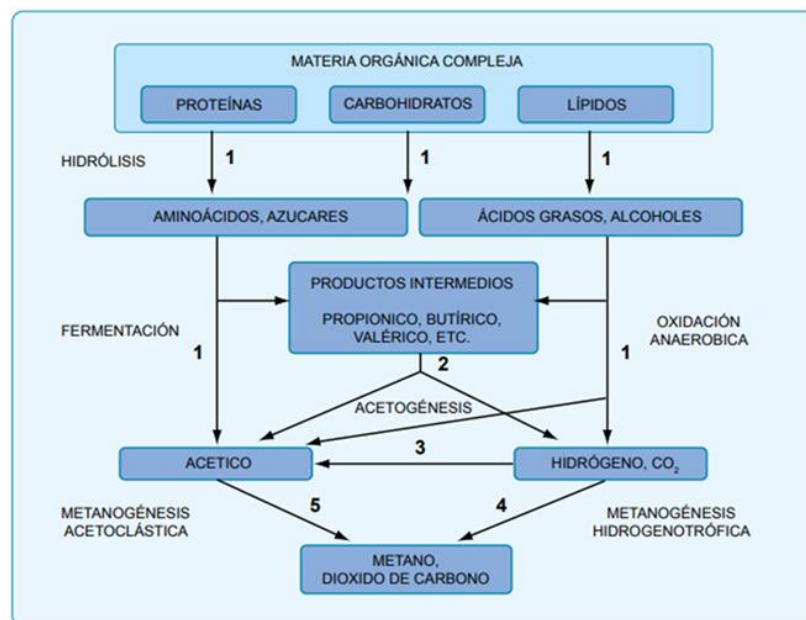 MATERIA ORGÁNICA COMPLEJA
PROTEÍNAS
CARBOHIDRATOS
LÍPIDOS
HIDRÓLISIS
1
1
1
AMINOÁCIDOS, AZUCARES
ÁCIDOS GRASOS, ALCOHOLES
PRODUCTOS INTERMEDIOS
PROPIONICO, BUTÍRICO,
VALÉRICO, ETC.
FERMENTACIÓN
1
1
OXIDACIÓN
ANAEROBICA
2
ACETOGÉNESIS
ACETICO
3
HIDRÓGENO, CO₂
METANOGÉNESIS
ACETOCLÁSTICA
5
4
METANOGÉNESIS
HIDROGENOTRÓFICA
METANO,
DIOXIDO DE CARBONO